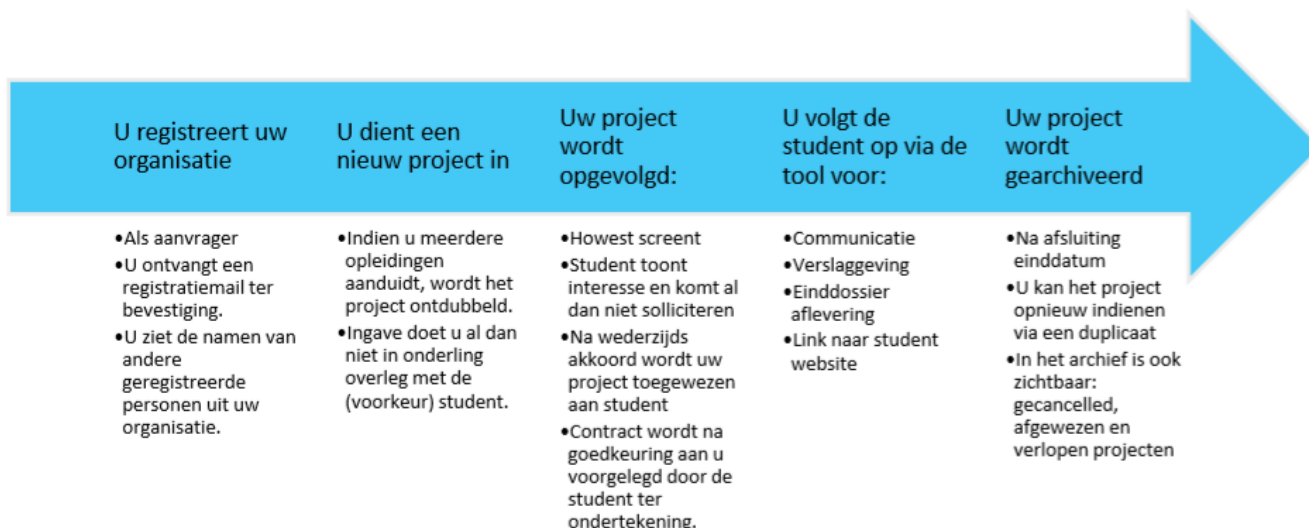 U registreert uw
organisatie
U dient een
nieuw project in
Uw project
wordt
opgevolgd:
U volgt de
student op via de
tool voor:
Uw project
wordt
gearchiveerd
•Als aanvrager
•U ontvangt een
registratiemail ter
bevestiging.
•U ziet de namen van
andere
geregistreerde
personen uit uw
organisatie.
•Indien u meerdere
opleidingen
aanduidt, wordt het
project ontdubbeld.
•Ingave doet u al dan
niet in onderling
overleg met de
(voorkeur) student.
•Howest screent
•Student toont
interesse en komt al
dan niet solliciteren
•Na wederzijds
akkoord wordt uw
project toegewezen
aan student
•Contract wordt na
goedkeuring aan u
voorgelegd door de
student ter
ondertekening.
•Communicatie
•Verslaggeving
•Einddossier
aflevering
•Link naar student
website
•Na afsluiting
einddatum
•U kan het project
opnieuw indienen
via een duplicaat
•In het archief is ook
zichtbaar:
gecancelled,
afgewezen en
verlopen projecten